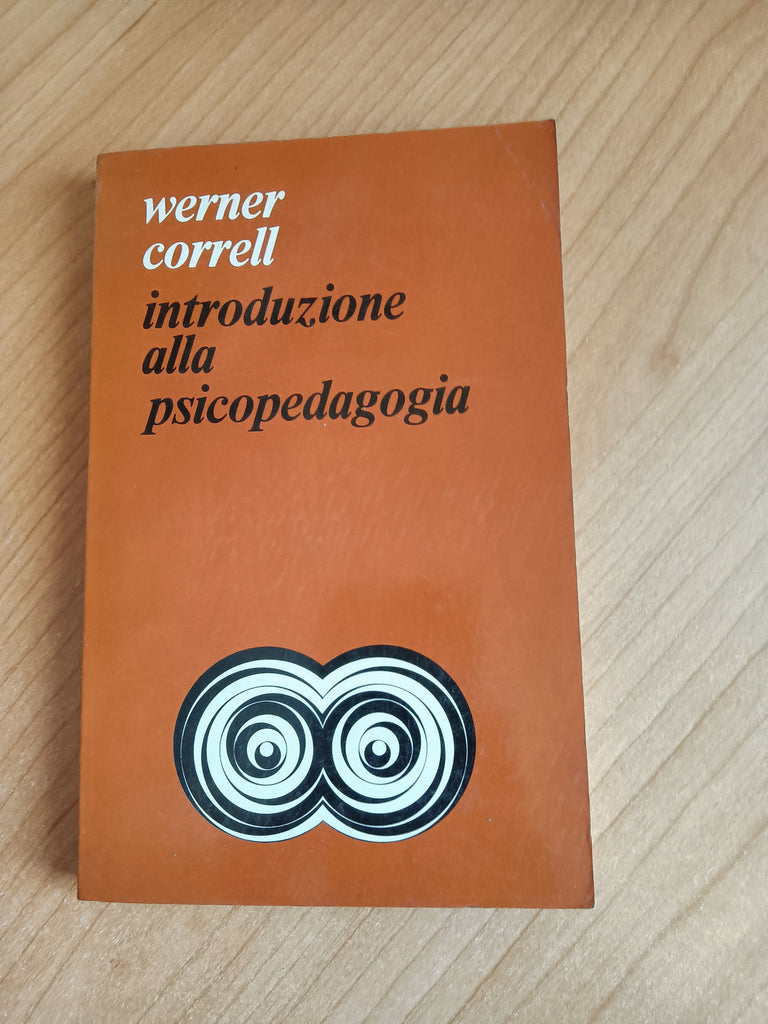 werner
correll
introduzione
alla
psicopedagogia